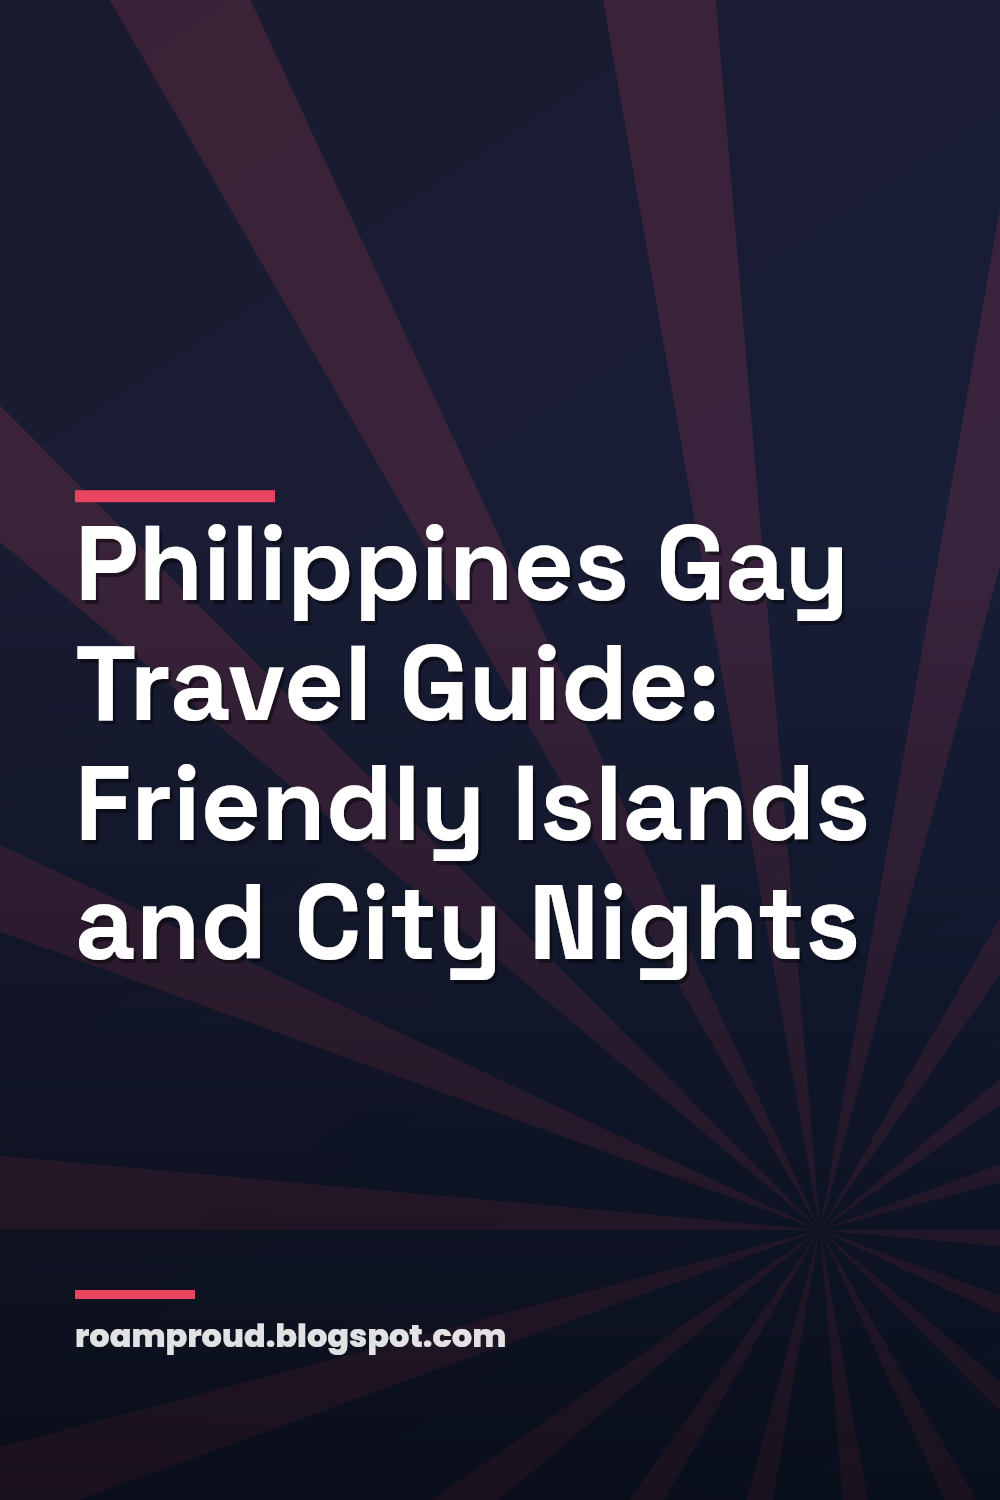 Philippines Gay
Travel Guide:
Friendly Islands
and City Nights
roamproud.blogspot.com